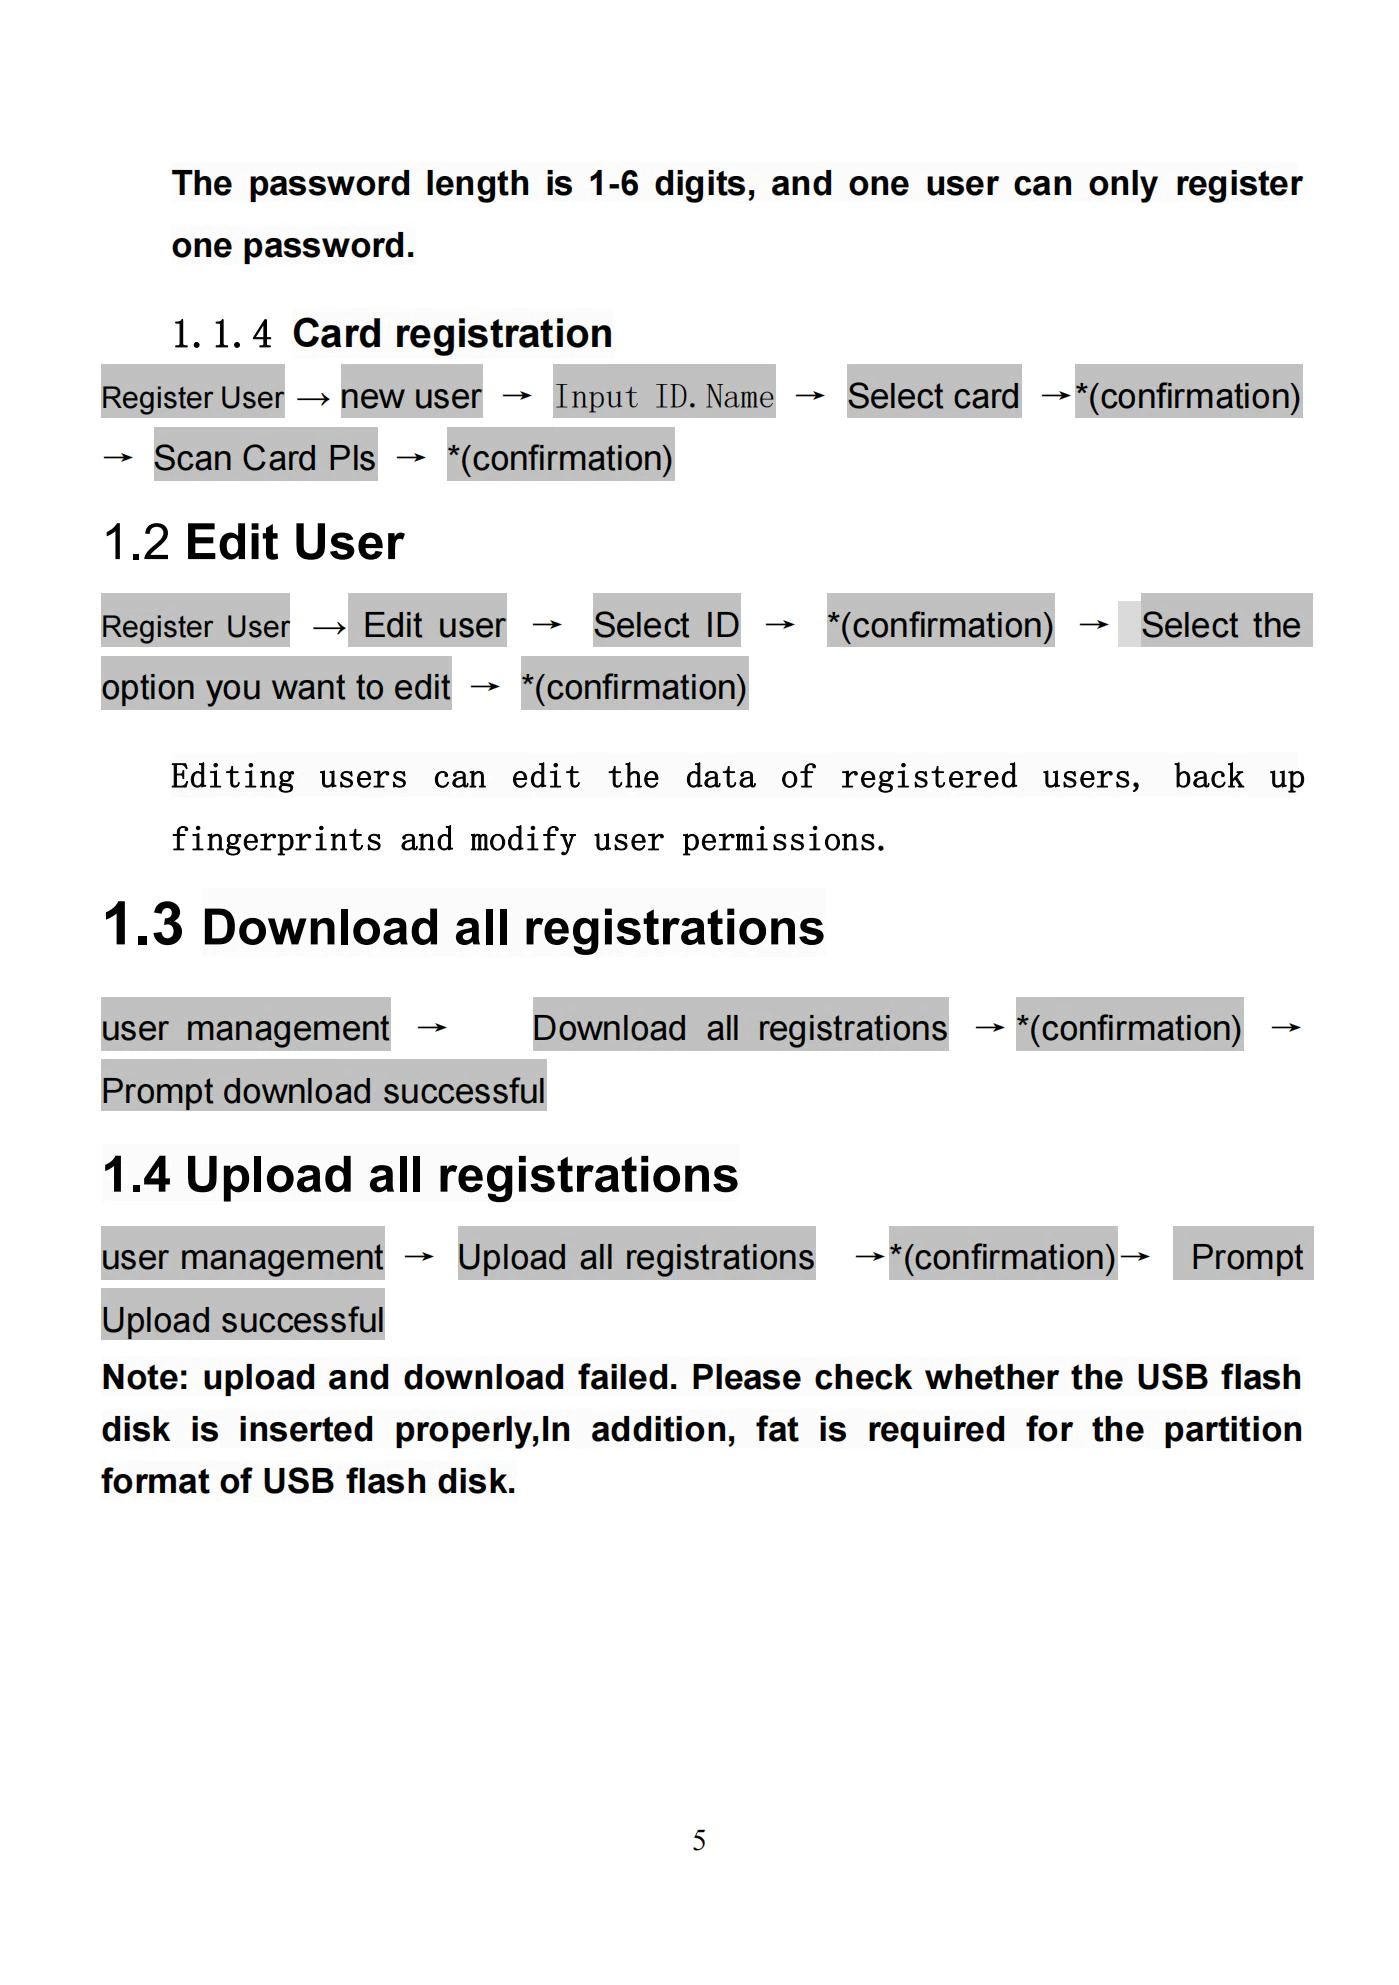 The password length is 1-6 digits, and one user can only register
one password.
1.1.4 Card registration
Register User → new user → Input ID.Name → Select card →*(confirmation)
→ Scan Card Pls → *(confirmation)
1.2 Edit User
Register User → Edit user → Select ID → *(confirmation) → Select the
option you want to edit → *(confirmation)
Editing users can edit the data of registered users, back up
fingerprints and modify user permissions.
1.3 Download all registrations
user management → Download all registrations →*(confirmation) →
Prompt download successful
1.4 Upload all registrations
user management → Upload all registrations →*(confirmation)→ Prompt
Upload successful
Note: upload and download failed. Please check whether the USB flash
disk is inserted properly,In addition, fat is required for the partition
format of USB flash disk.
5